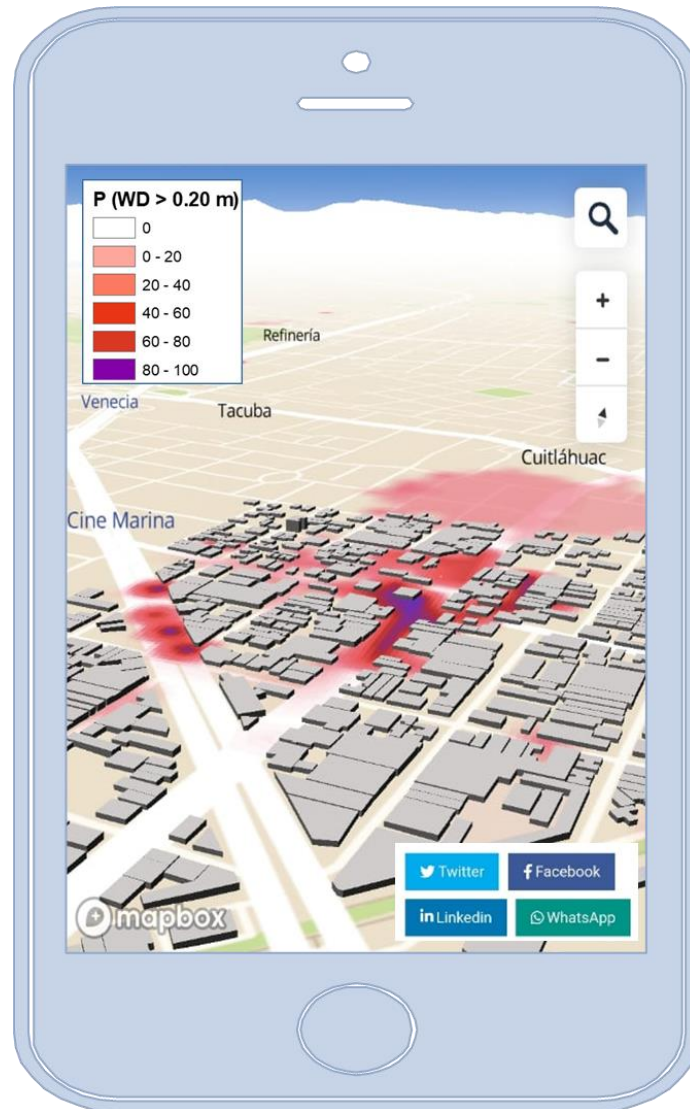 P (WD > 0.20 m)
0
0 - 20
20 - 40
40 - 60
60 - 80
80 - 100
Refinería
Venecia
Tacuba
Cuitláhuac
Cine Marina
Twitter
Facebook
in Linkedin
WhatsApp
mapbox